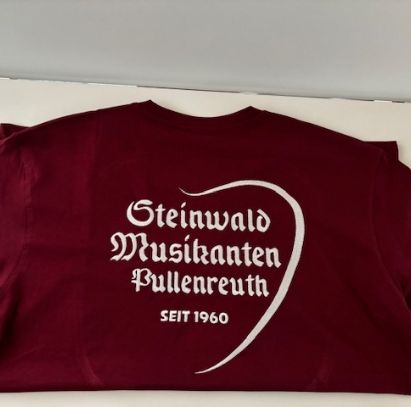 Steinwald
Musikanten
Pullenreuth
SEIT 1960